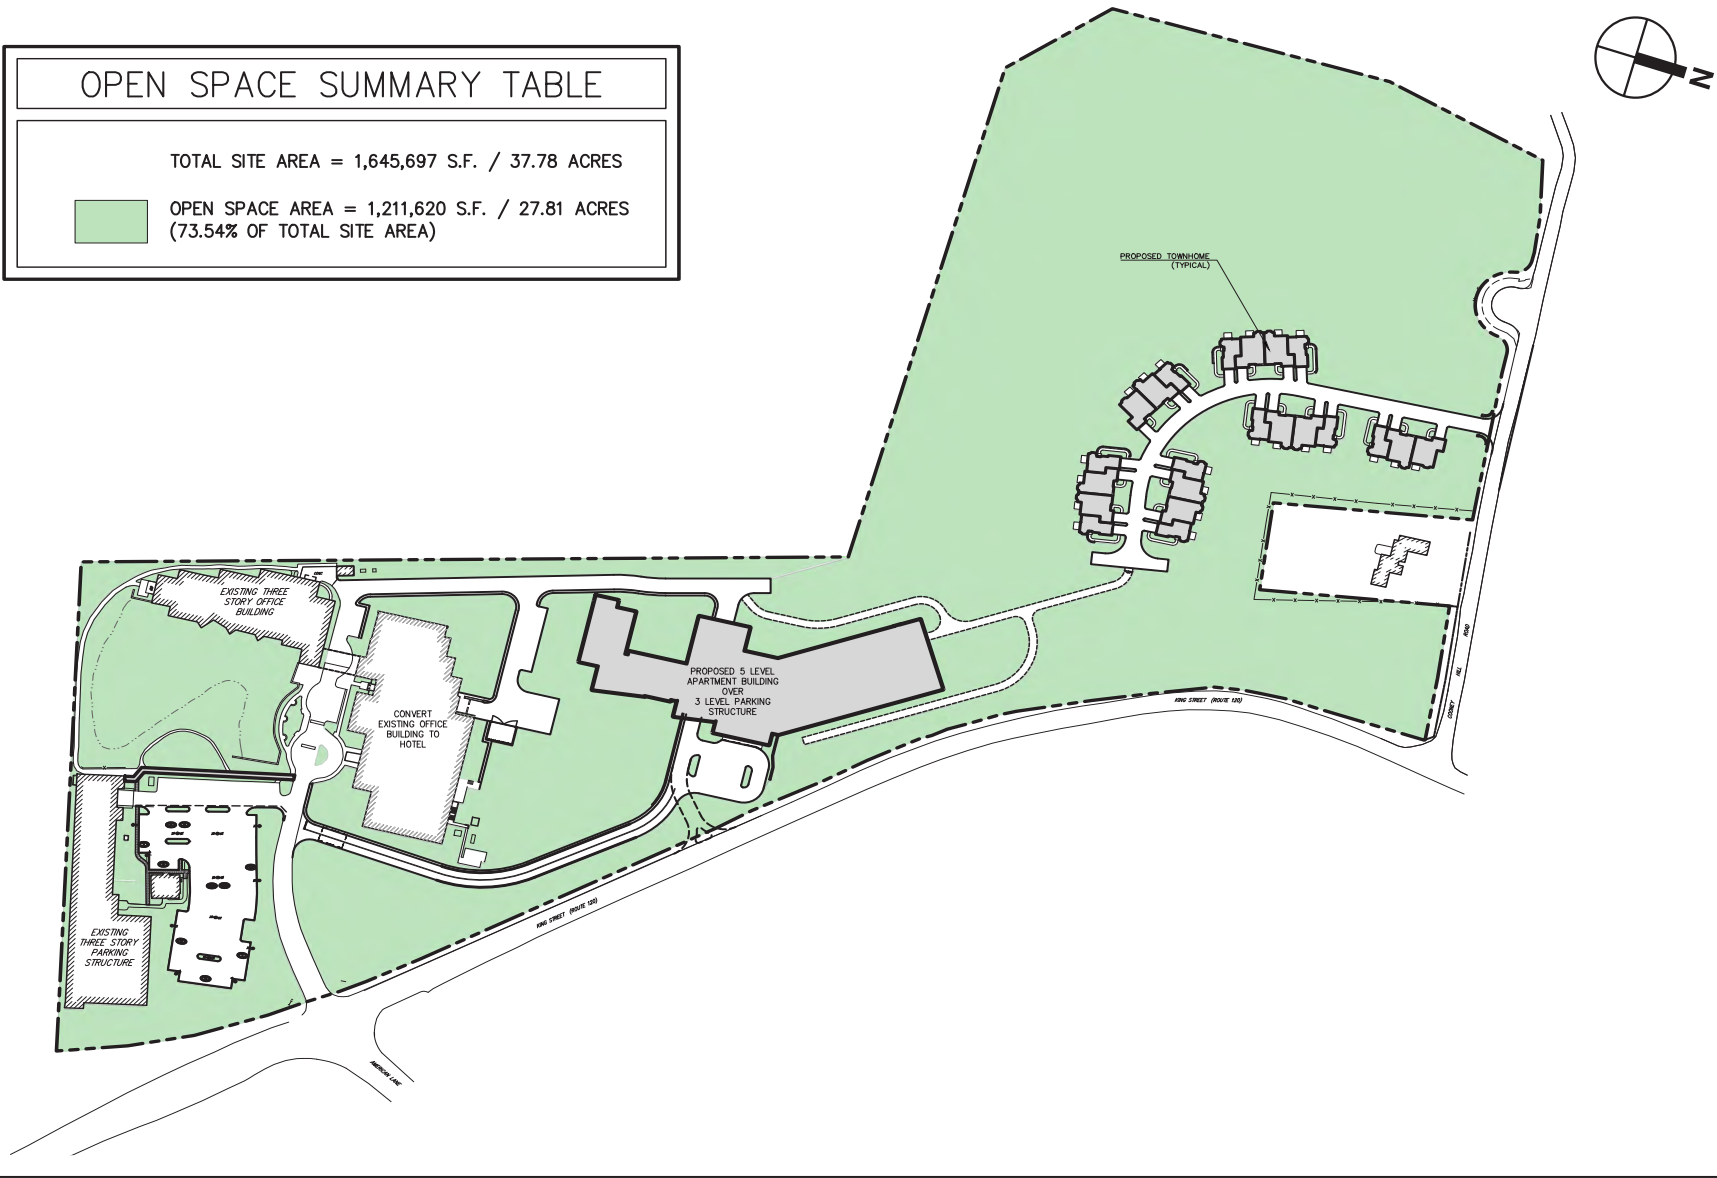 OPEN SPACE SUMMARY TABLE
TOTAL SITE AREA = 1,645,697 S.F. / 37.78 ACRES
OPEN SPACE AREA = 1,211,620 S.F. / 27.81 ACRES
(73.54% OF TOTAL SITE AREA)
N
PROPOSED TOWNHOME
(TYPICAL)
EXISTING THREE
STORY OFFICE
BUILDING
CONVERT
EXISTING OFFICE
BUILDING TO
HOTEL
PROPOSED 5 LEVEL
APARTMENT BUILDING
OVER
3 LEVEL PARKING
STRUCTURE
KING STREET (ROUTE 120)
COONEY HILL ROAD
EXISTING
THREE STORY
PARKING
STRUCTURE
KING STREET (ROUTE 120)
AMERICAN LANE